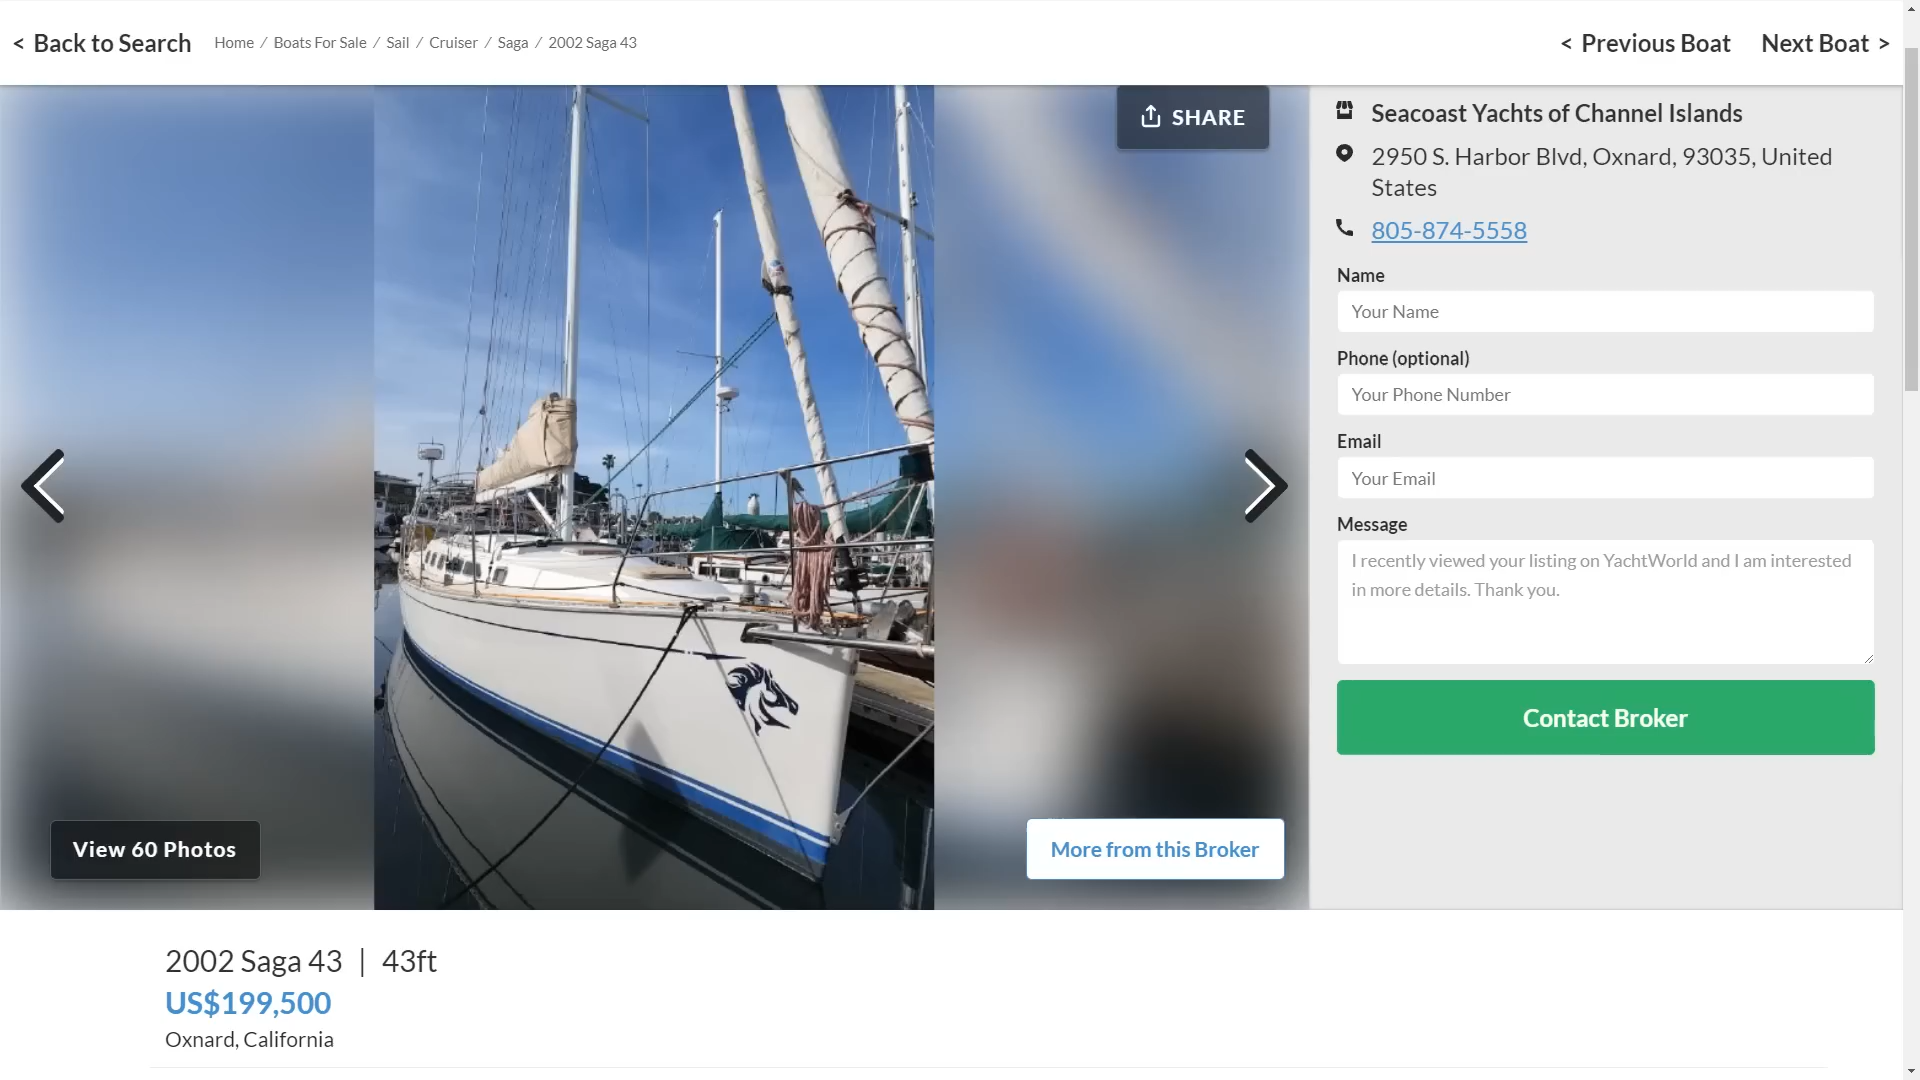 < Back to Search
Home / Boats For Sale / Sail / Cruiser / Saga / 2002 Saga 43
< Previous Boat
Next Boat >
SHARE
Seacoast Yachts of Channel Islands
2950 S. Harbor Blvd, Oxnard, 93035, United
States
805-874-5558
Name
Your Name
Phone (optional)
Your Phone Number
Email
Your Email
Message
I recently viewed your listing on YachtWorld and I am interested
in more details. Thank you.
Contact Broker
View 60 Photos
More from this Broker
2002 Saga 43 | 43ft
US$199,500
Oxnard, California